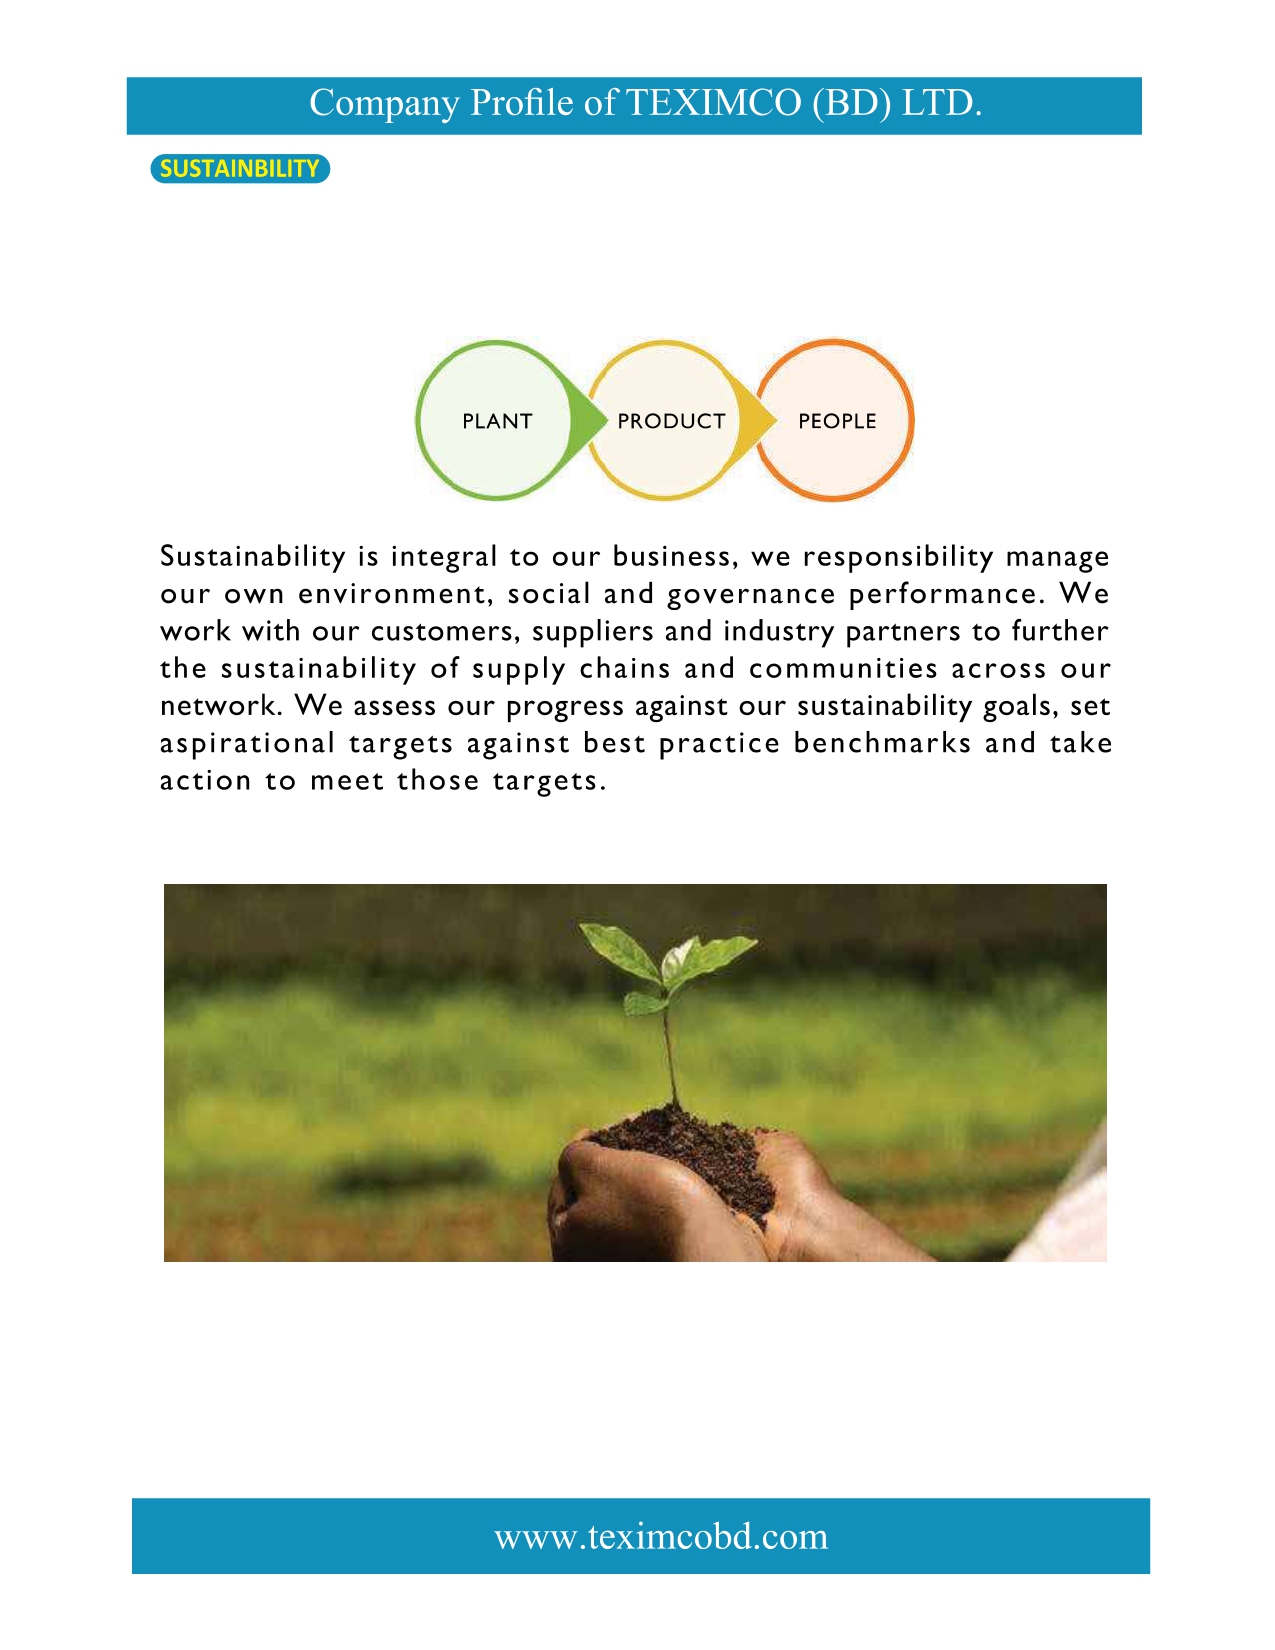 Company Profile of TEXIMCO (BD) LTD.
SUSTAINBILITY
PLANT
PRODUCT
PEOPLE
Sustainability is integral to our business, we responsibility manage
our own environment, social and governance performance. We
work with our customers, suppliers and industry partners to further
the sustainability of supply chains and communities across our
network. We assess our progress against our sustainability goals, set
aspirational targets against best practice benchmarks and take
action to meet those targets.
www.teximcobd.com